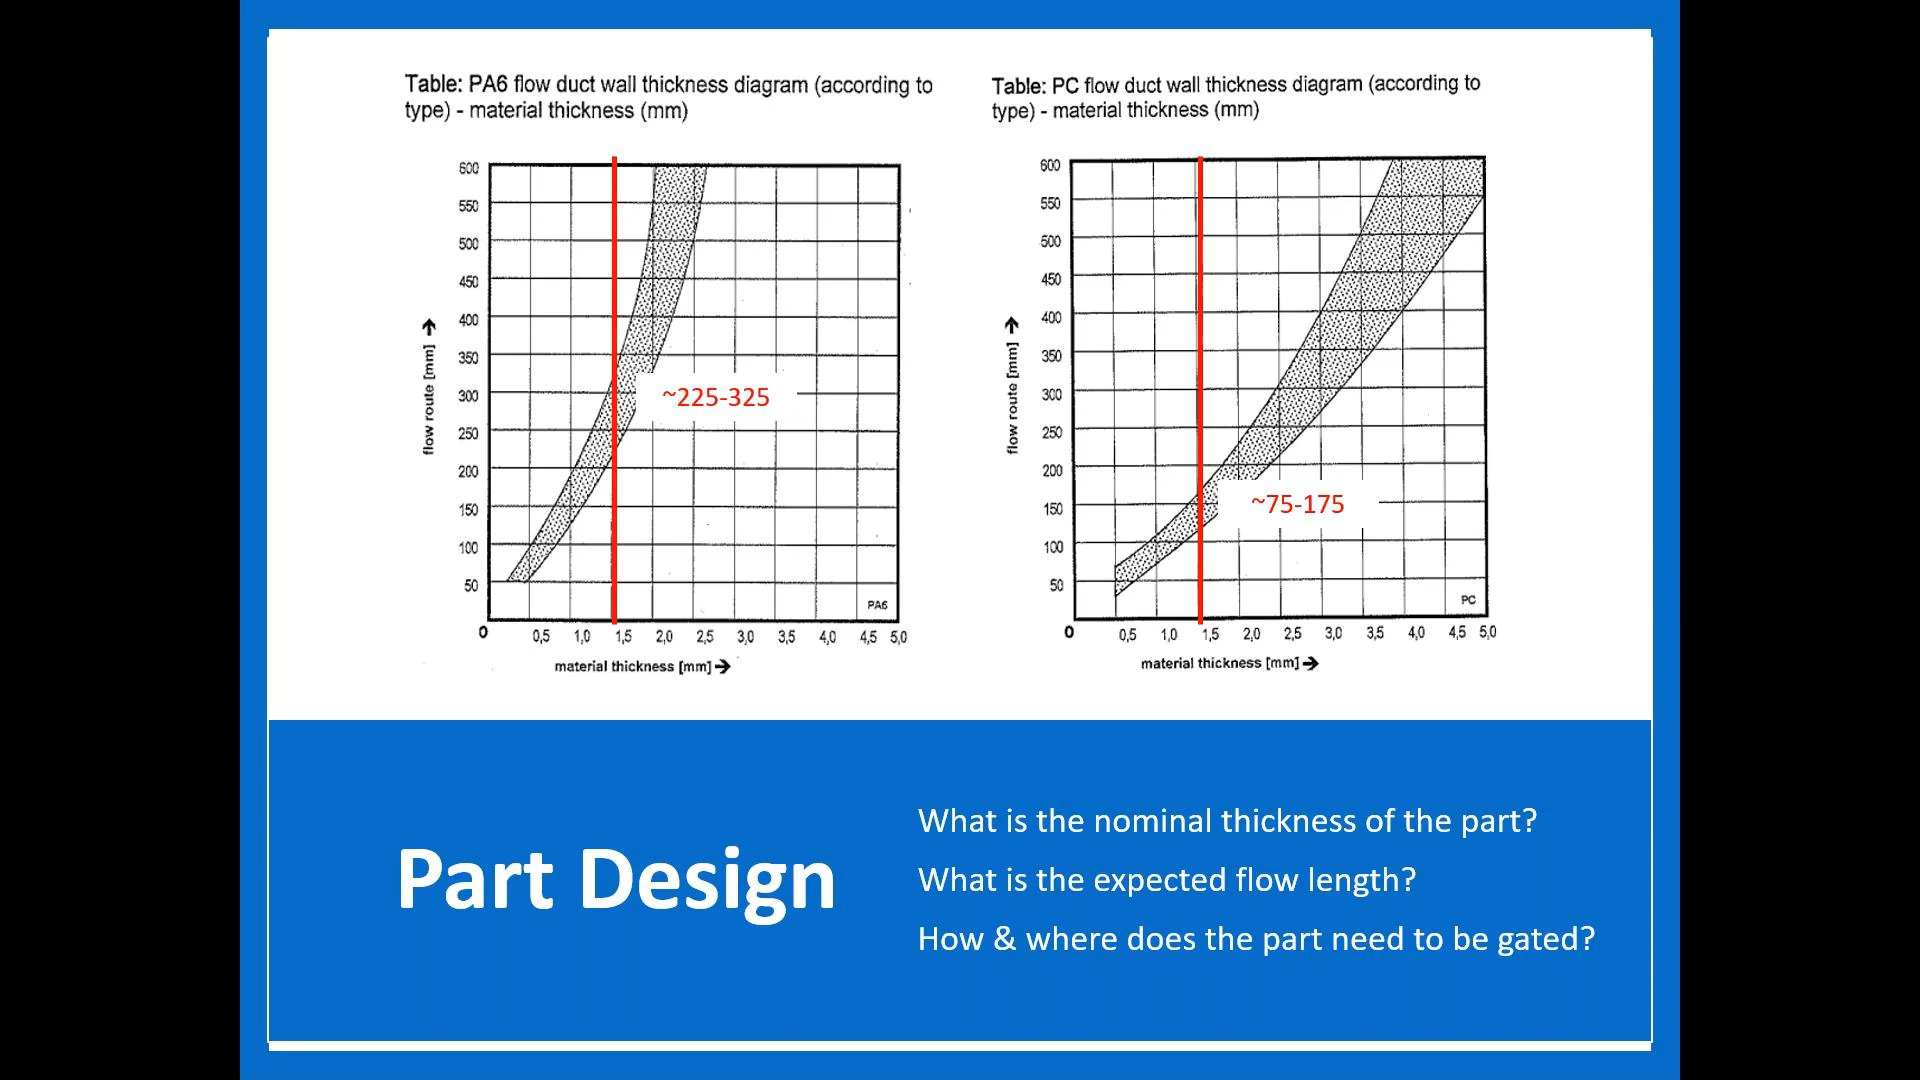 Table: PA6 flow duct wall thickness diagram (according to
type) - material thickness (mm)
600
550
500
450
400
350
300
250
200
150
100
50
flow route [mm]
~225-325
PA6
0 0,5 1,0 1,5 2,0 2,5 3,0 3,5 4,0 4,5 5,0
material thickness [mm]
Table: PC flow duct wall thickness diagram (according to
type) - material thickness (mm)
600
550
500
450
400
350
300
250
200
150
100
50
flow route [mm]
~75-175
PC
0 0,5 1,0 1,5 2,0 2,5 3,0 3,5 4,0 4,5 5,0
material thickness [mm]
Part Design
What is the nominal thickness of the part?
What is the expected flow length?
How & where does the part need to be gated?